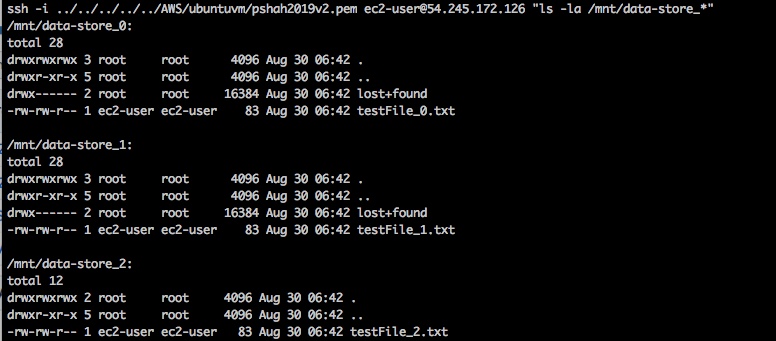 ssh -i ../../../../../AWS/ubuntuvm/pshah2019v2.pem ec2-user@54.245.172.126 "ls -la /mnt/data-store_*"
/mnt/data-store_0:
total 28
drwxrwxrwx 3 root     root      4096 Aug 30 06:42 .
drwxr-xr-x 5 root     root      4096 Aug 30 06:42 ..
drwx------ 2 root     root     16384 Aug 30 06:42 lost+found
-rw-rw-r-- 1 ec2-user ec2-user    83 Aug 30 06:42 testFile_0.txt

/mnt/data-store_1:
total 28
drwxrwxrwx 3 root     root      4096 Aug 30 06:42 .
drwxr-xr-x 5 root     root      4096 Aug 30 06:42 ..
drwx------ 2 root     root     16384 Aug 30 06:42 lost+found
-rw-rw-r-- 1 ec2-user ec2-user    83 Aug 30 06:42 testFile_1.txt

/mnt/data-store_2:
total 12
drwxrwxrwx 2 root     root     4096 Aug 30 06:42 .
drwxr-xr-x 5 root     root     4096 Aug 30 06:42 ..
-rw-rw-r-- 1 ec2-user ec2-user   83 Aug 30 06:42 testFile_2.txt